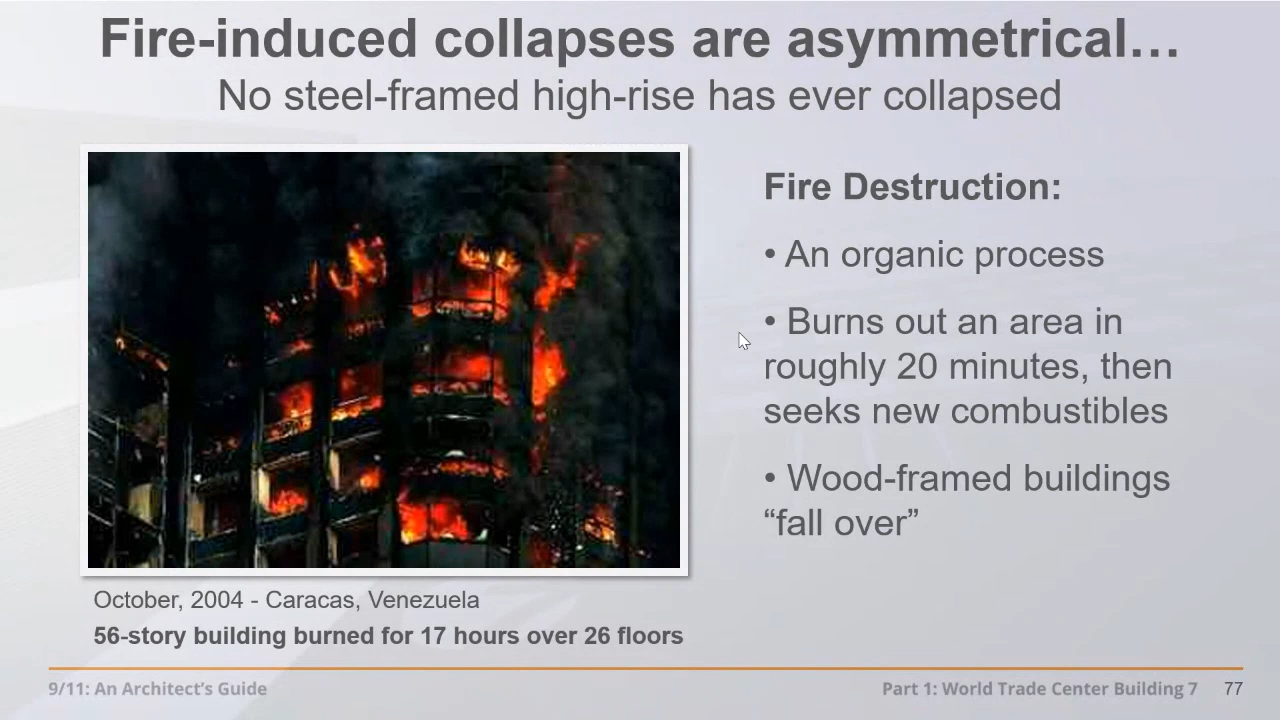 Fire-induced collapses are asymmetrical…
No steel-framed high-rise has ever collapsed
Fire Destruction:
• An organic process
• Burns out an area in
roughly 20 minutes, then
seeks new combustibles
• Wood-framed buildings
“fall over”
October, 2004 - Caracas, Venezuela
56-story building burned for 17 hours over 26 floors
9/11: An Architect’s Guide
Part 1: World Trade Center Building 7
77